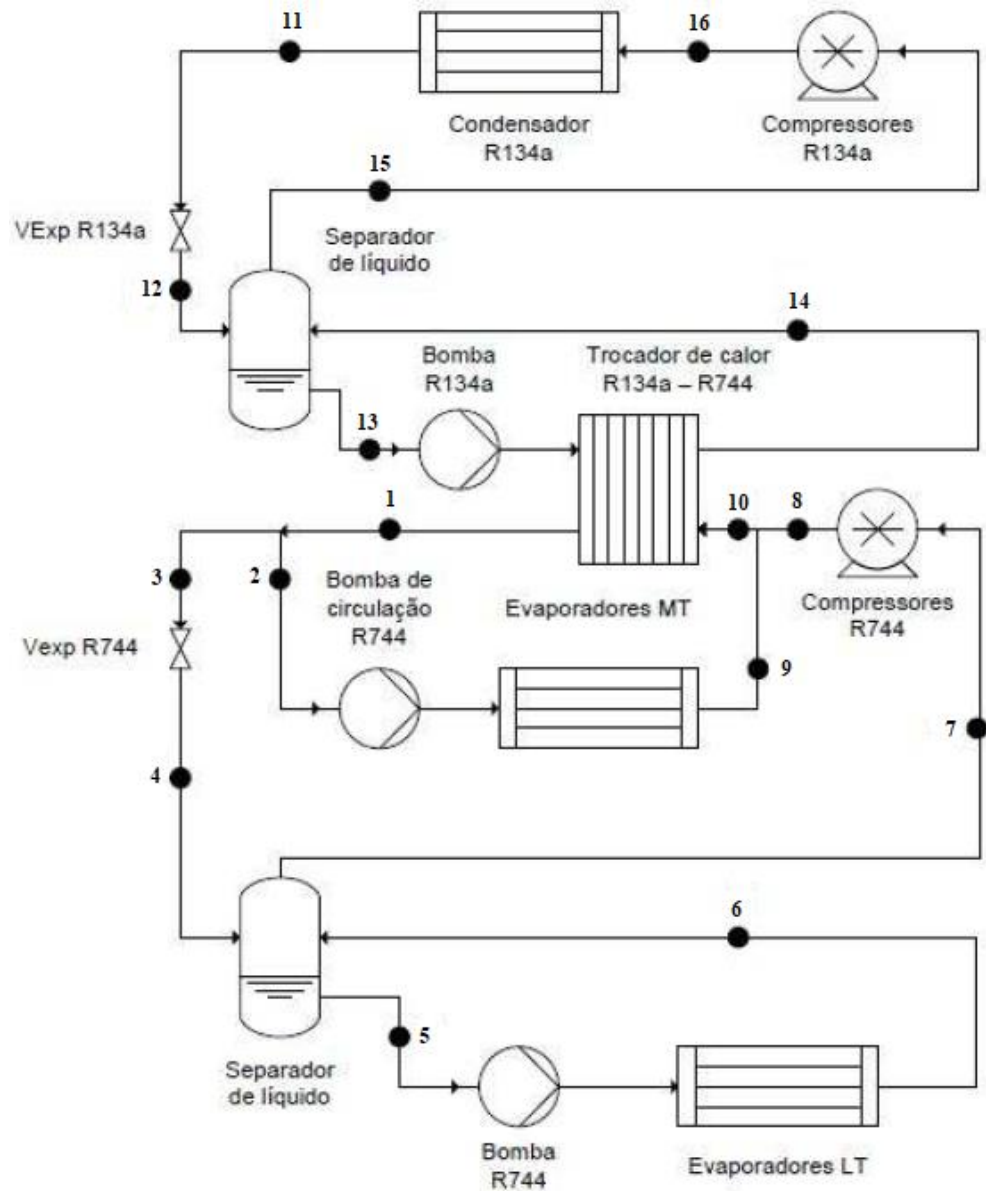 11
16
Condensador
R134a
Compressores
R134a
15
VExp R134a
Separador
de líquido
12
14
Bomba
R134a
Trocador de calor
R134a – R744
13
1
10
8
3
2
Bomba de
circulação
R744
Evaporadores MT
Compressores
R744
Vexp R744
9
7
4
6
5
Separador
de líquido
Bomba
R744
Evaporadores LT